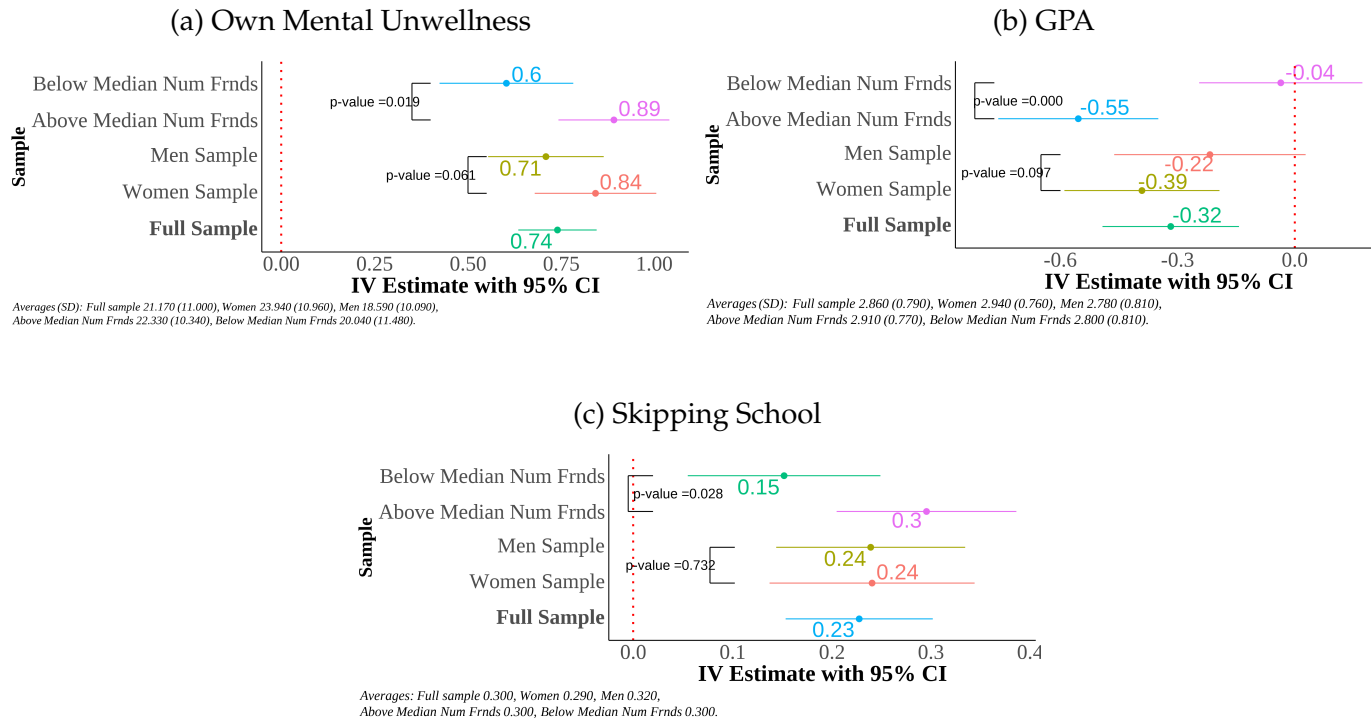 (a) Own Mental Unwellness
Below Median Num Frnds
0.6
p-value =0.019
Above Median Num Frnds
0.89
Men Sample
0.71
p-value =0.061
Women Sample
0.84
Full Sample
0.74
Sample
0.00 0.25 0.50 0.75 1.00
IV Estimate with 95% CI
Averages (SD): Full sample 21.170 (11.000), Women 23.940 (10.960), Men 18.590 (10.090),
Above Median Num Frnds 22.330 (10.340), Below Median Num Frnds 20.040 (11.480).
(b) GPA
Below Median Num Frnds
-0.04
p-value =0.000
Above Median Num Frnds
-0.55
Men Sample
-0.22
p-value =0.097
Women Sample
-0.39
Full Sample
-0.32
Sample
-0.6 -0.3 0.0
IV Estimate with 95% CI
Averages (SD): Full sample 2.860 (0.790), Women 2.940 (0.760), Men 2.780 (0.810),
Above Median Num Frnds 2.910 (0.770), Below Median Num Frnds 2.800 (0.810).
(c) Skipping School
Below Median Num Frnds
0.15
p-value =0.028
Above Median Num Frnds
0.3
Men Sample
0.24
p-value =0.732
Women Sample
0.24
Full Sample
0.23
Sample
0.0 0.1 0.2 0.3 0.4
IV Estimate with 95% CI
Averages: Full sample 0.300, Women 0.290, Men 0.320,
Above Median Num Frnds 0.300, Below Median Num Frnds 0.300.